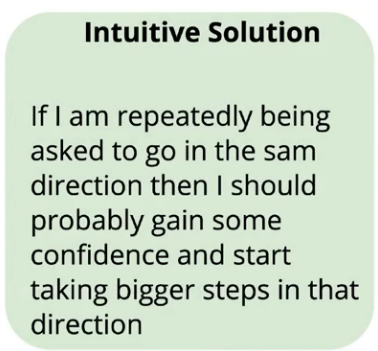 Intuitive Solution
If I am repeatedly being
asked to go in the sam
direction then I should
probably gain some
confidence and start
taking bigger steps in that
direction